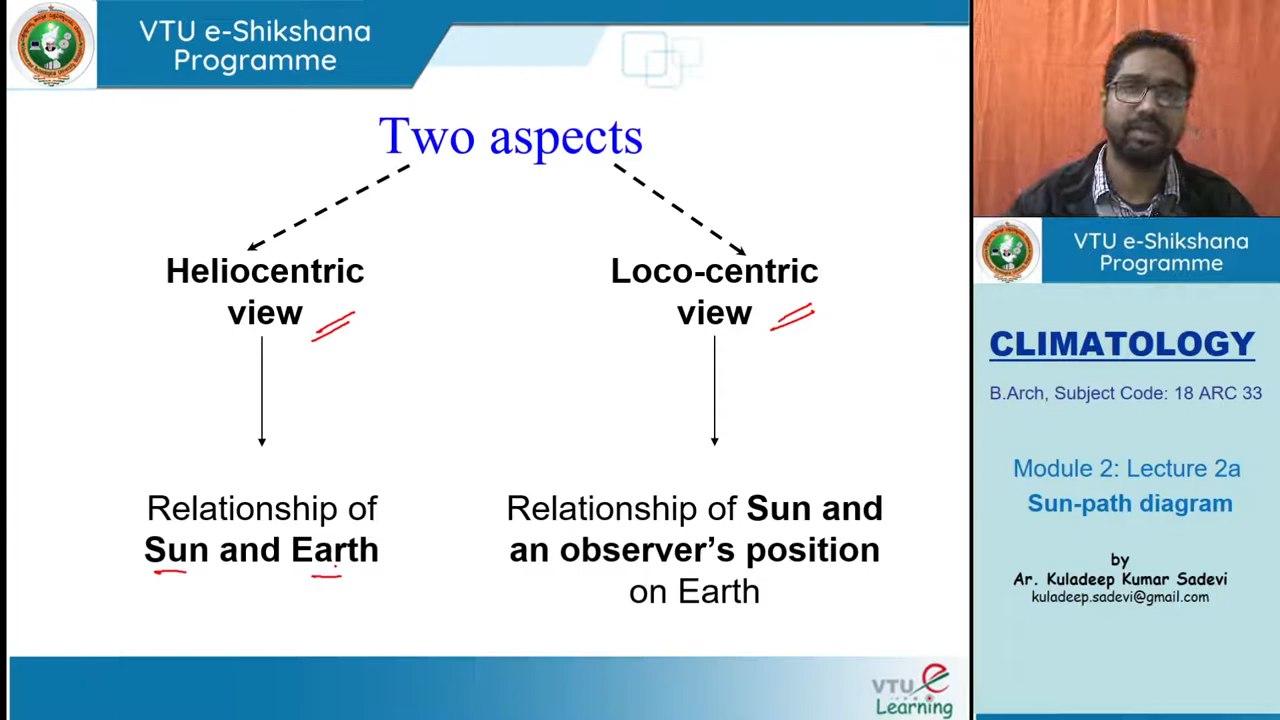 VTU e-Shikshana
Programme
Two aspects
Heliocentric
view
Loco-centric
view
Relationship of
Sun and Earth
Relationship of Sun and
an observer's position
on Earth
VTU e-Shikshana
Programme
CLIMATOLOGY
B.Arch, Subject Code: 18 ARC 33
Module 2: Lecture 2a
Sun-path diagram
by
Ar. Kuladeep Kumar Sadevi
kuladeep.sadevi@gmail.com
VTU e
Learning